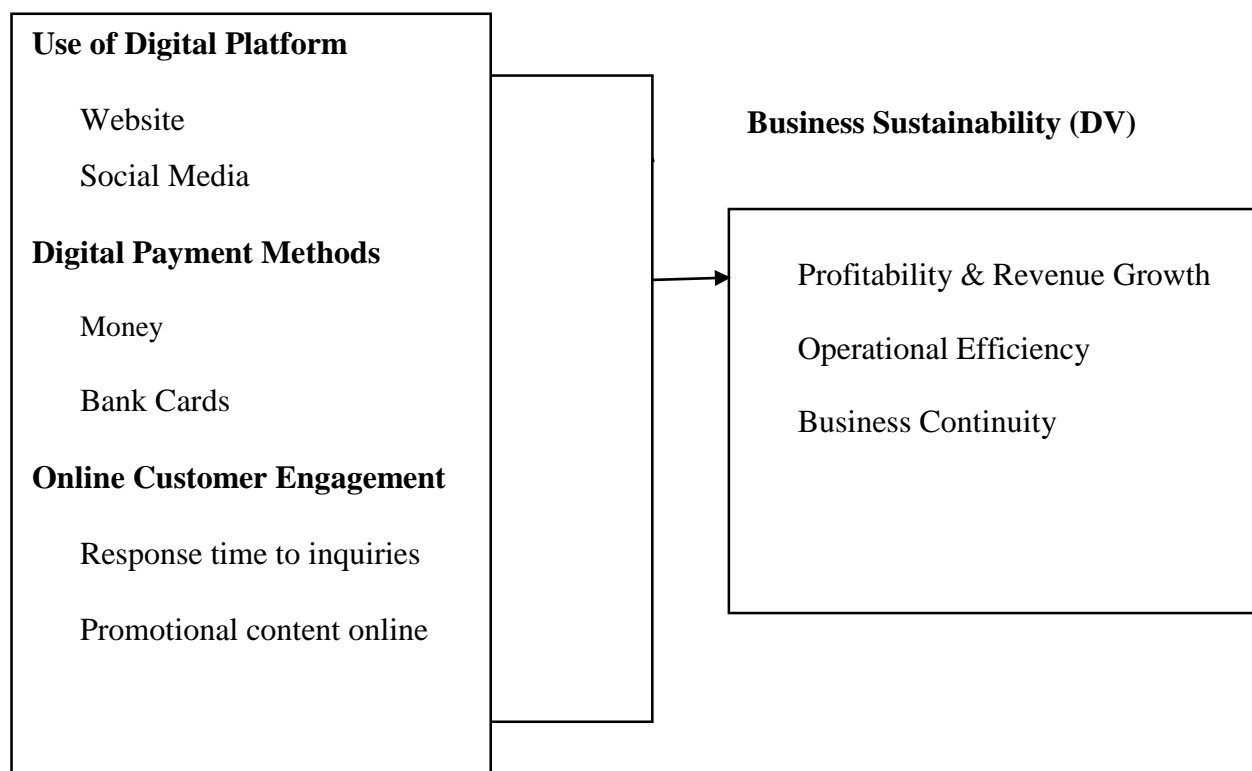 Use of Digital Platform
Website
Social Media
Digital Payment Methods
Money
Bank Cards
Online Customer Engagement
Response time to inquiries
Promotional content online
Business Sustainability (DV)
Profitability & Revenue Growth
Operational Efficiency
Business Continuity